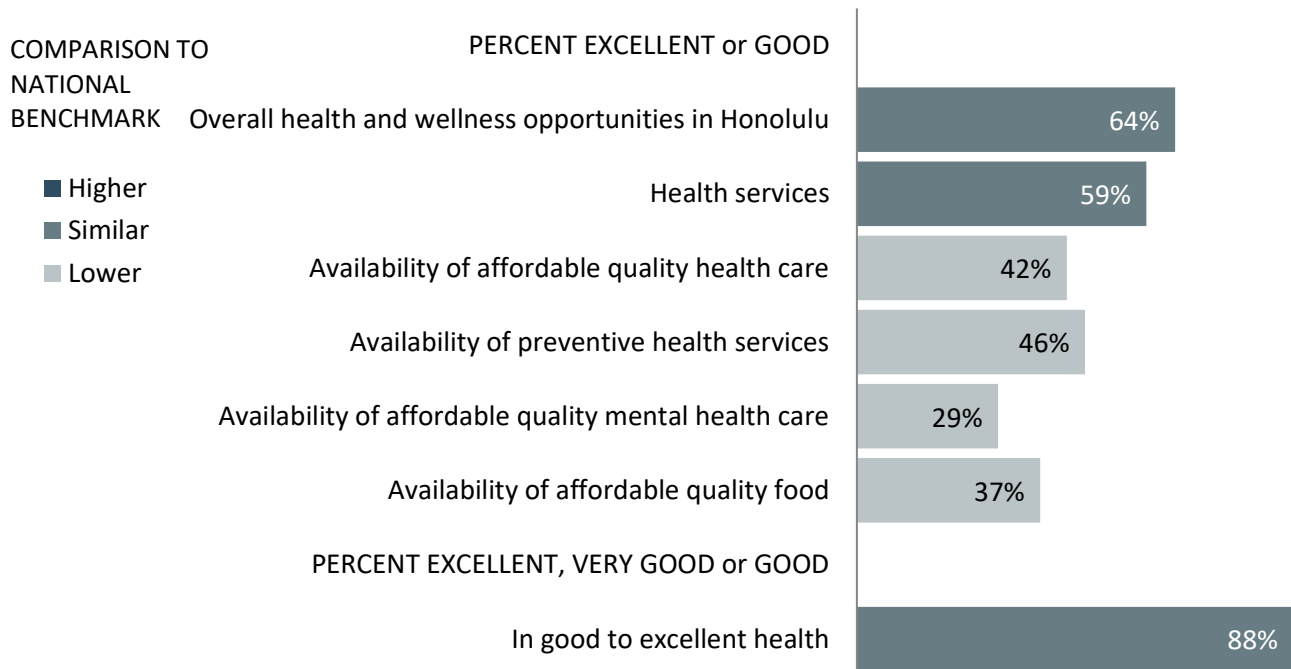 COMPARISON TO
NATIONAL
BENCHMARK
Higher
Similar
Lower
PERCENT EXCELLENT or GOOD
Overall health and wellness opportunities in Honolulu 64%
Health services 59%
Availability of affordable quality health care 42%
Availability of preventive health services 46%
Availability of affordable quality mental health care 29%
Availability of affordable quality food 37%
PERCENT EXCELLENT, VERY GOOD or GOOD
In good to excellent health 88%